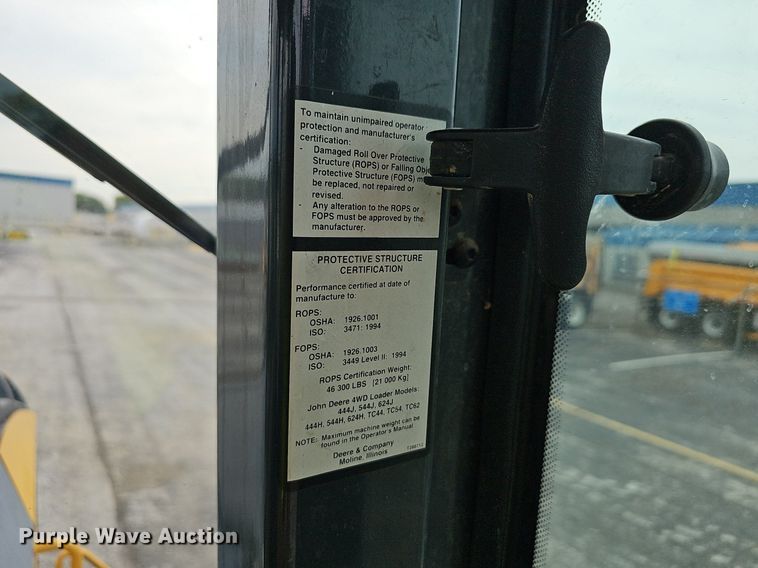 To maintain unimpaired operator
protection and manufacturer's
certification:
- Damaged Roll Over Protective
Structure (ROPS) or Falling
Protective Structure (FOPS)
be replaced, not repaired or
revised.
- Any alteration to the ROPS or
FOPS must be approved by the
manufacturer.
PROTECTIVE STRUCTURE
CERTIFICATION
Performance certified at date of
manufacture to:
ROPS:
OSHA: 1926.1001
ISO: 3471: 1994
FOPS:
OSHA: 1926.1003
ISO: 3449 Level II: 1994
ROPS Certification Weight:
46 300 LBS [21 000 Kg]
John Deere 4WD Loader Models:
444J, 544J, 624J
444H, 544H, 624H, TC44, TC54, TC62
NOTE: Maximum machine weight can be
found in the Operator's Manual
Deere & Company
Moline, Illinois
Purple Wave Auction